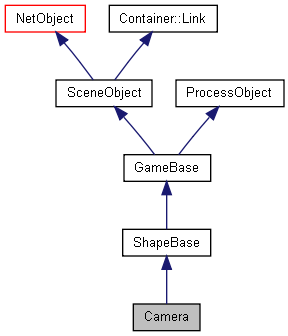 NetObject
Container::Link
SceneObject
ProcessObject
GameBase
ShapeBase
Camera